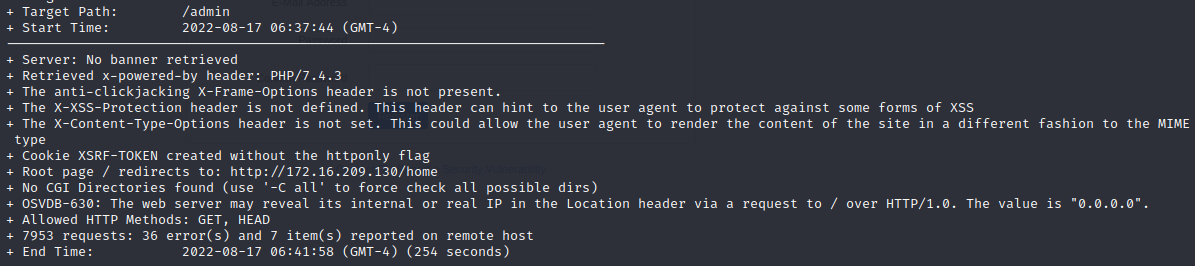 + Target Path:        /admin
+ Start Time:         2022-08-17 06:37:44 (GMT-4)
+ Server: No banner retrieved
+ Retrieved x-powered-by header: PHP/7.4.3
+ The anti-clickjacking X-Frame-Options header is not present.
+ The X-XSS-Protection header is not defined. This header can hint to the user agent to protect against some forms of XSS
+ The X-Content-Type-Options header is not set. This could allow the user agent to render the content of the site in a different fashion to the MIME
type
+ Cookie XSRF-TOKEN created without the httponly flag
+ Root page / redirects to: http://172.16.209.130/home
+ No CGI Directories found (use '-C all' to force check all possible dirs)
+ OSVDB-630: The web server may reveal its internal or real IP in the Location header via a request to / over HTTP/1.0. The value is "0.0.0.0".
+ Allowed HTTP Methods: GET, HEAD
+ 7953 requests: 36 error(s) and 7 item(s) reported on remote host
+ End Time:           2022-08-17 06:41:58 (GMT-4) (254 seconds)